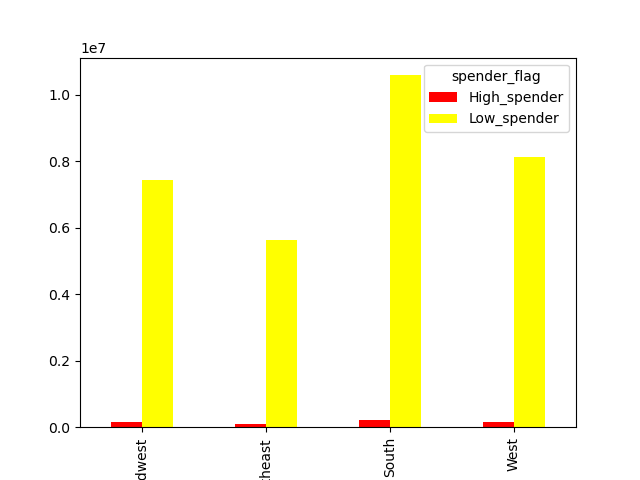 1e7
spender_flag
High_spender
Low_spender
1.0
0.8
0.6
0.4
0.2
0.0
dwest
theast
South
West